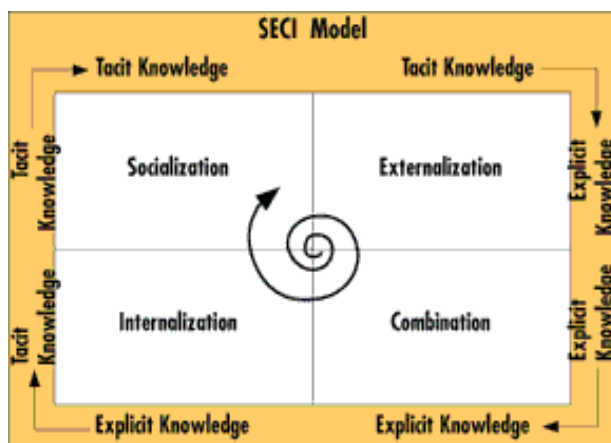 SECI Model
Tacit Knowledge
Tacit Knowledge
Tacit
Knowledge
Socialization
Externalization
Explicit
Knowledge
Tacit
Knowledge
Internalization
Combination
Explicit
Knowledge
Explicit Knowledge
Explicit Knowledge